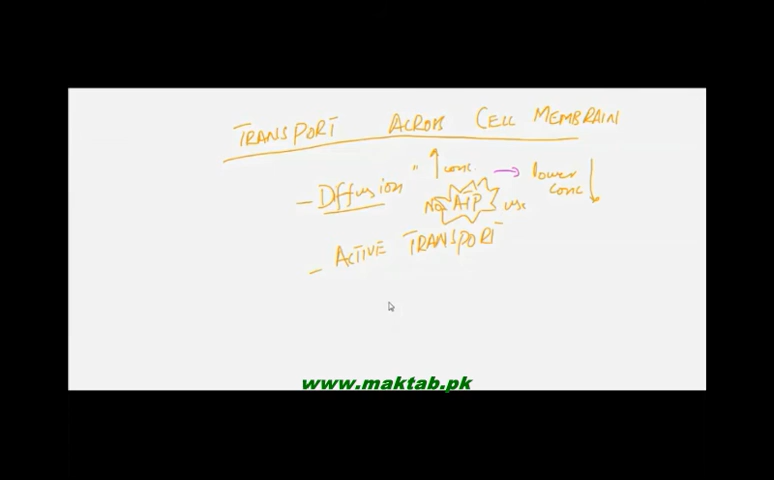 TRANSPORT ACROSS CELL MEMBRAIN
- Diffusion " ↑ conc → lower conc ↓
No ATP use
- ACTIVE TRANSPORT
www.maktab.pk